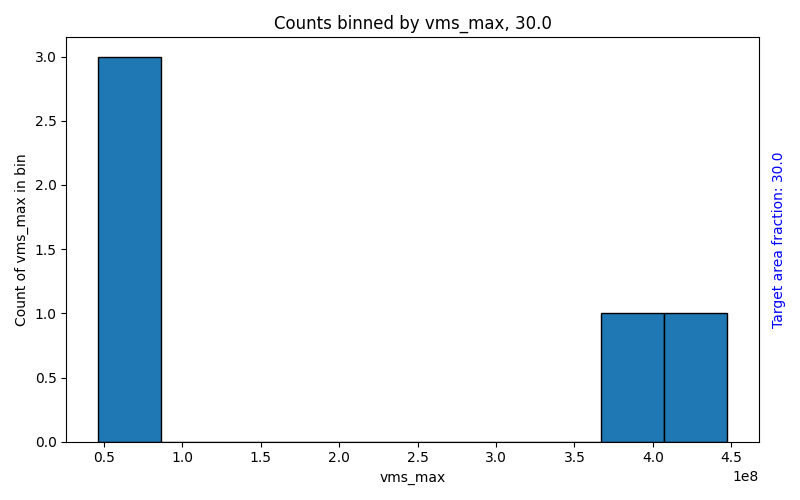 Counts binned by vms_max, 30.0
Count of vms_max in bin
3.0
2.5
2.0
1.5
1.0
0.5
0.0
0.5 1.0 1.5 2.0 2.5 3.0 3.5 4.0 4.5
1e8
vms_max
Target area fraction: 30.0